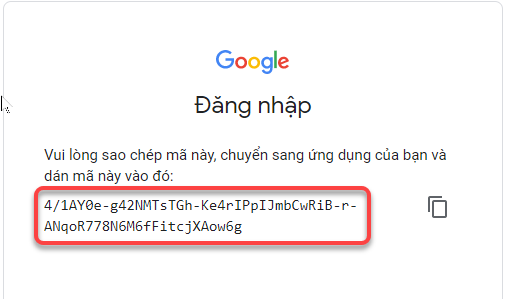 Google
Đăng nhập
Vui lòng sao chép mã này, chuyển sang ứng dụng của bạn và
dán mã này vào đó:
4/1AY0e-g42NMTsTGh-Ke4rIPpIJmbCwRiB-r-
ANqoR778N6M6fFitcjXAow6g